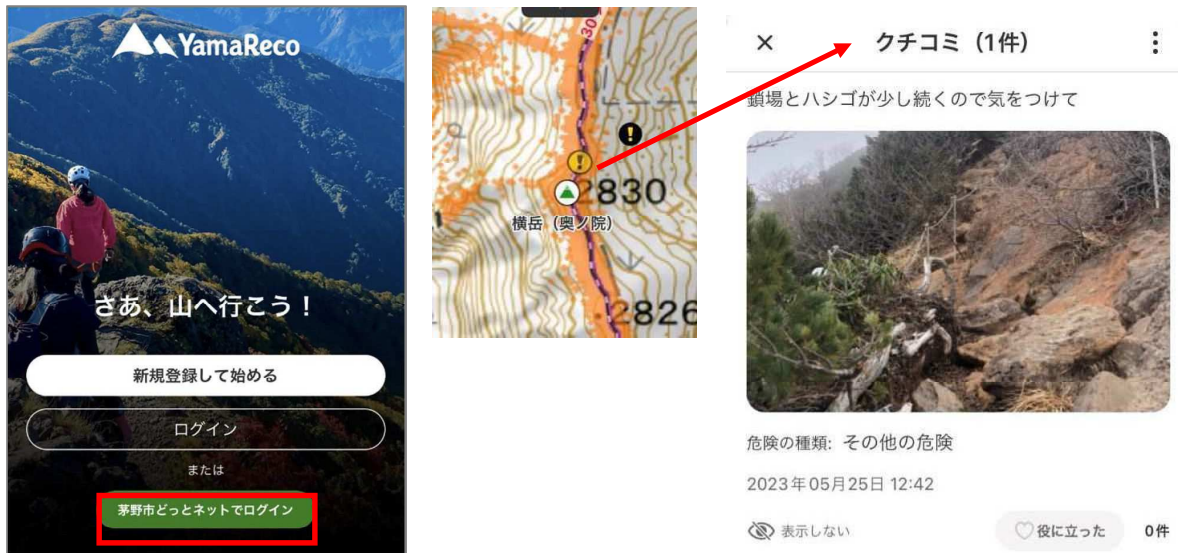 YamaReco
さあ、山へ行こう！
新規登録して始める
ログイン
または
茅野市どっとネットでログイン
30
2830
横岳（奥ノ院）
2826
クチコミ（1件）
鎖場とハシゴが少し続くので気をつけて
危険の種類: その他の危険
2023年05月25日 12:42
表示しない
役に立った
0件